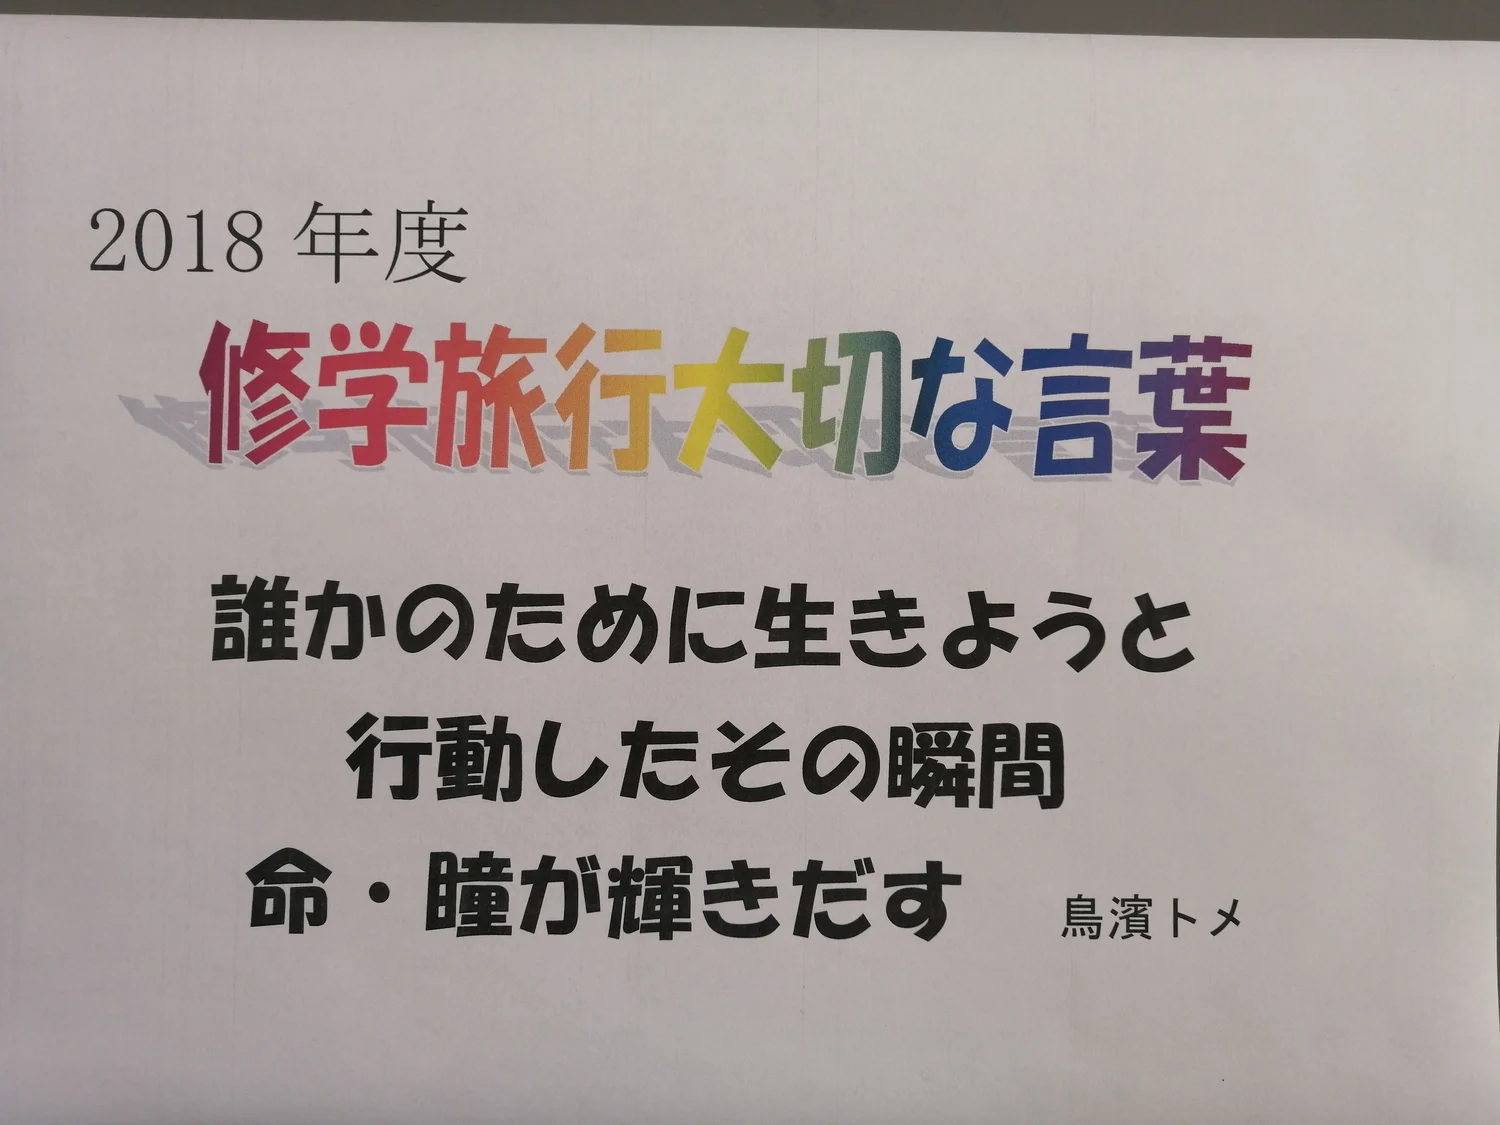 2018 年度
修学旅行大切な言葉
誰かのために生きようと
行動したその瞬間
命・瞳が輝きだす 鳥濱トメ